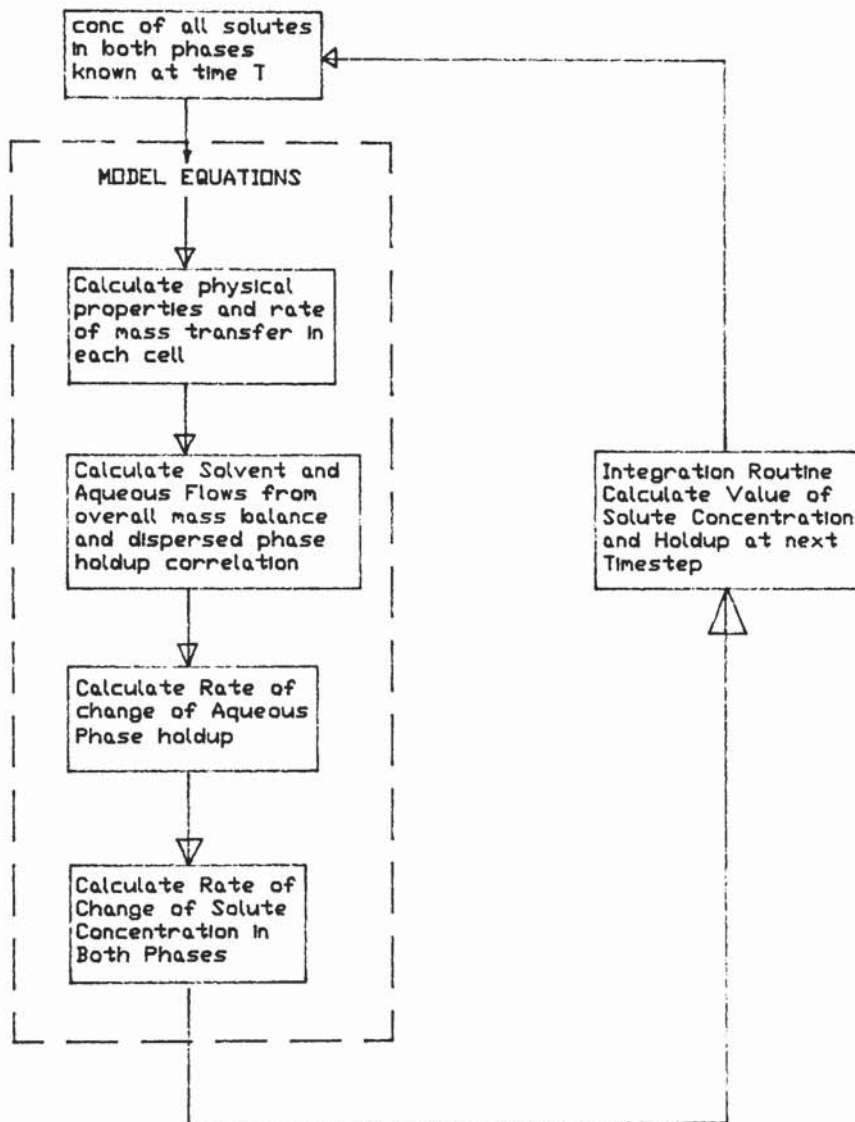 conc of all solutes
in both phases
known at time T
MODEL EQUATIONS
Calculate physical
properties and rate
of mass transfer in
each cell
Calculate Solvent and
Aqueous Flows from
overall mass balance
and dispersed phase
holdup correlation
Calculate Rate of
change of Aqueous
Phase holdup
Calculate Rate of
Change of Solute
Concentration in
Both Phases
Integration Routine
Calculate Value of
Solute Concentration
and Holdup at next
Timestep